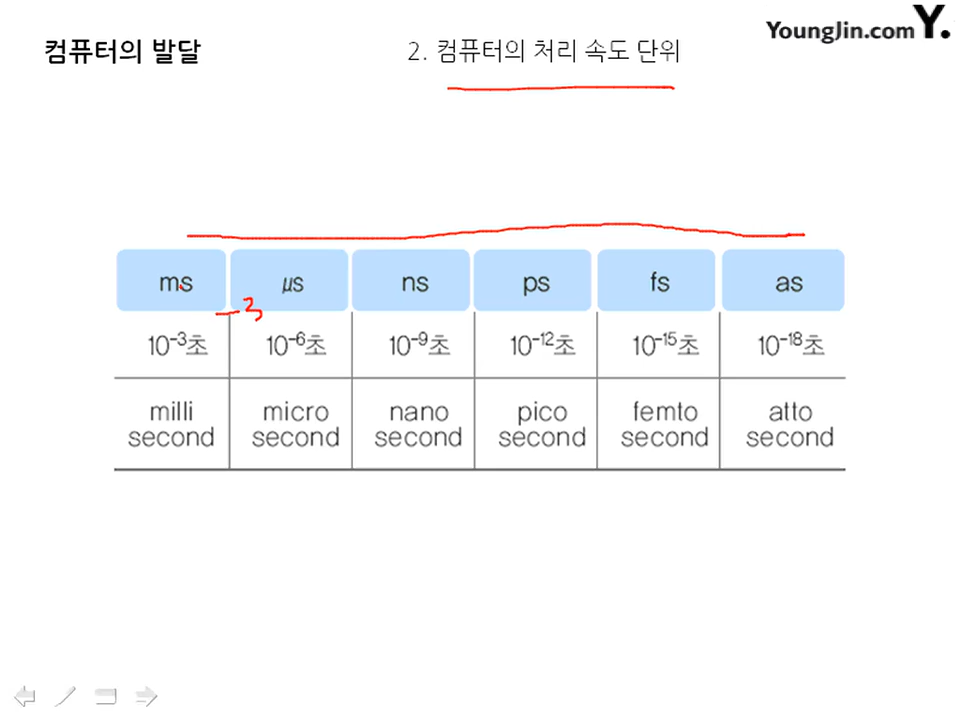 컴퓨터의 발달
2. 컴퓨터의 처리 속도 단위
YoungJin.com Y.
ms μs ns ps fs as
-3
10⁻³초 10⁻⁶초 10⁻⁹초 10⁻¹²초 10⁻¹⁵초 10⁻¹⁸초
milli micro nano pico femto atto
second second second second second second